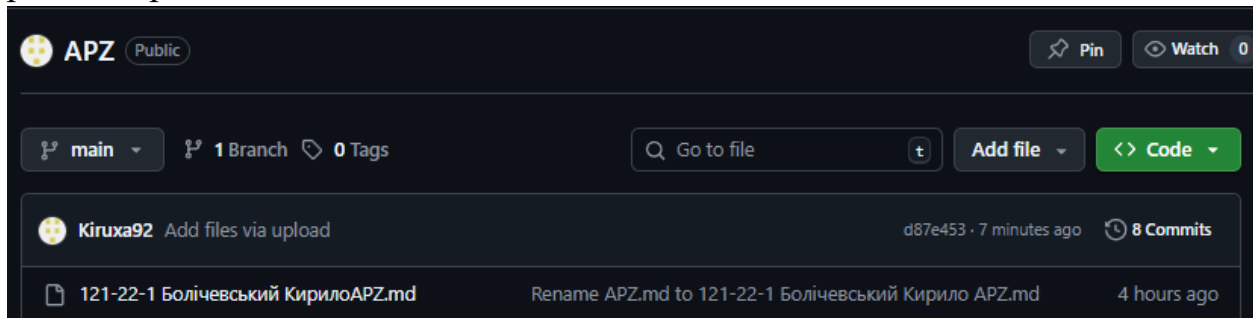 APZ Public Pin Watch 0
main 1 Branch 0 Tags Go to file t Add file Code
Kiruxa92 Add files via upload d87e453 · 7 minutes ago 8 Commits
121-22-1 Болічевський КирилоAPZ.md Rename APZ.md to 121-22-1 Болічевський Кирило APZ.md 4 hours ago